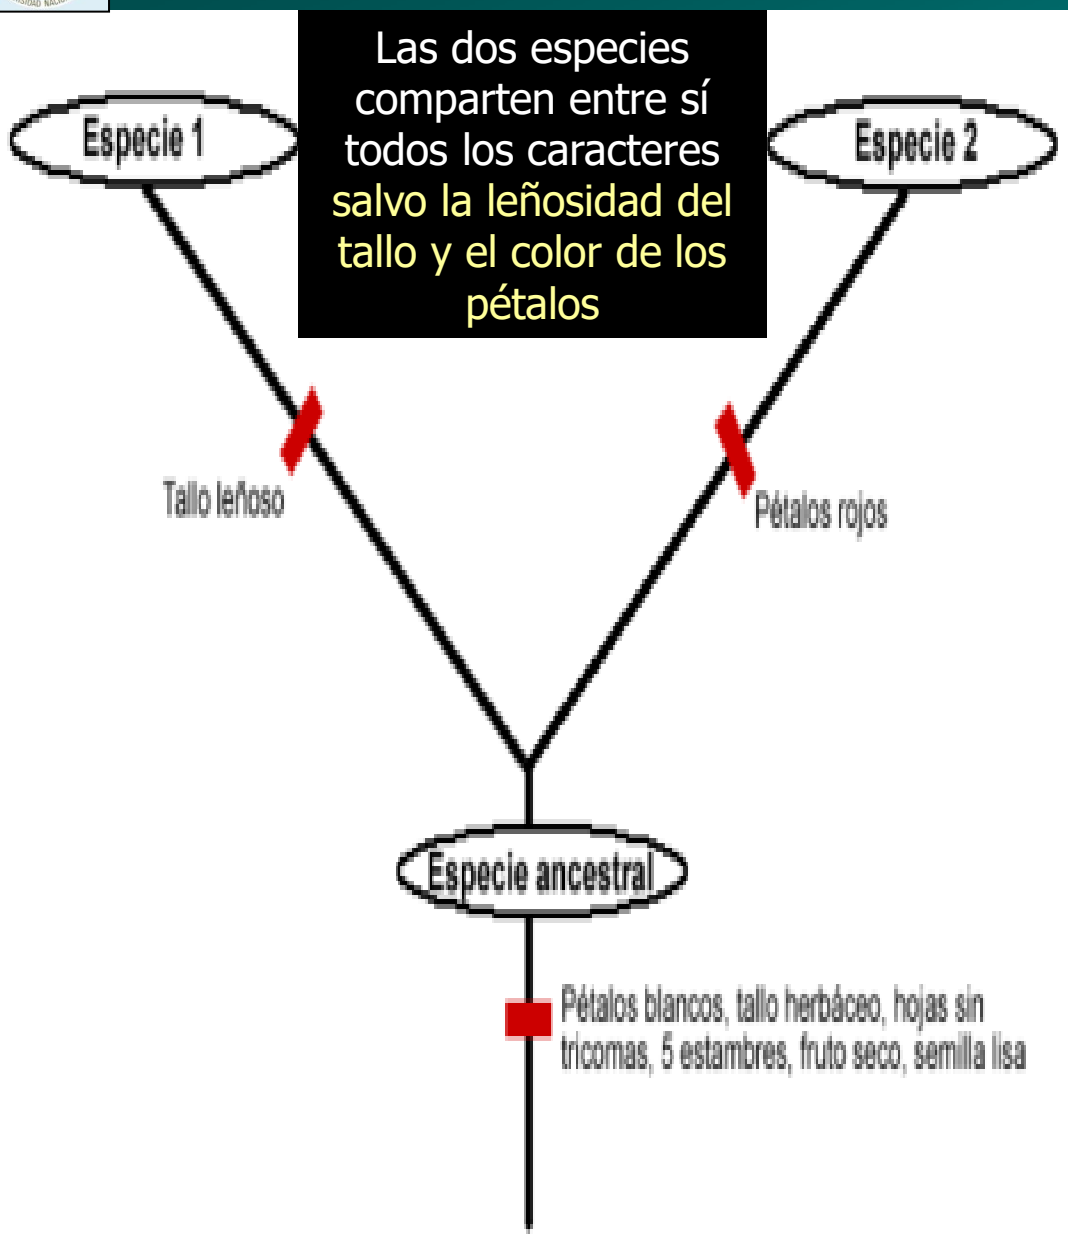 Las dos especies
comparten entre sí
todos los caracteres
salvo la leñosidad del
tallo y el color de los
pétalos
Especie 1
Especie 2
Tallo leñoso
Pétalos rojos
Especie ancestral
Pétalos blancos, tallo herbáceo, hojas sin
tricomas, 5 estambres, fruto seco, semilla lisa